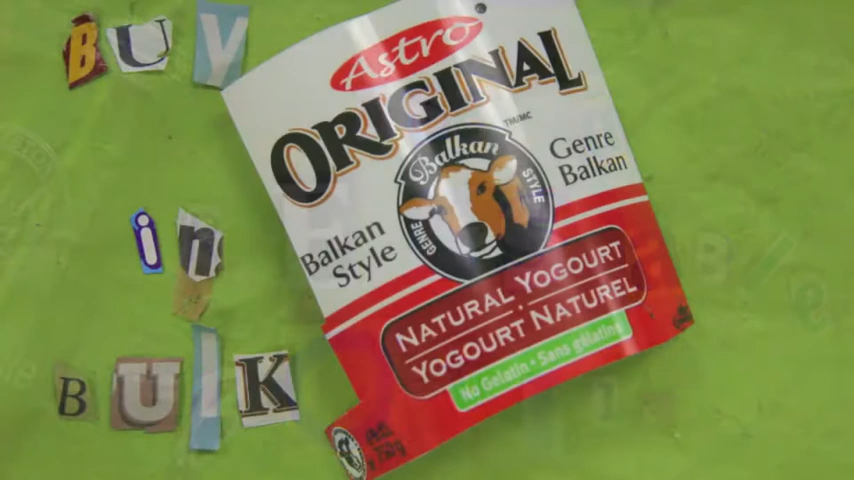 BUY
in
BUlK
Astro
ORIGINAL
TM/MC
Balkan
GENRE
STYLE
Genre
Balkan
Balkan
Style
NATURAL YOGOURT
YOGOURT NATUREL
No Gelatin • Sans gélatine